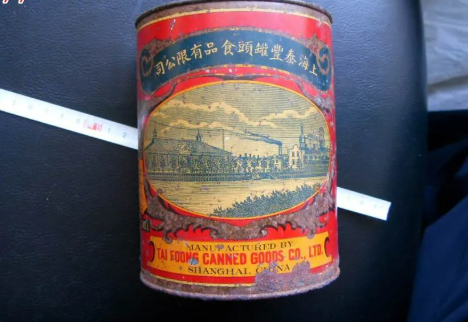 司公限有品食頭罐豐泰海上
MANUFACTURED BY
TAI FOONG CANNED GOODS CO., LTD.
SHANGHAI, CHINA